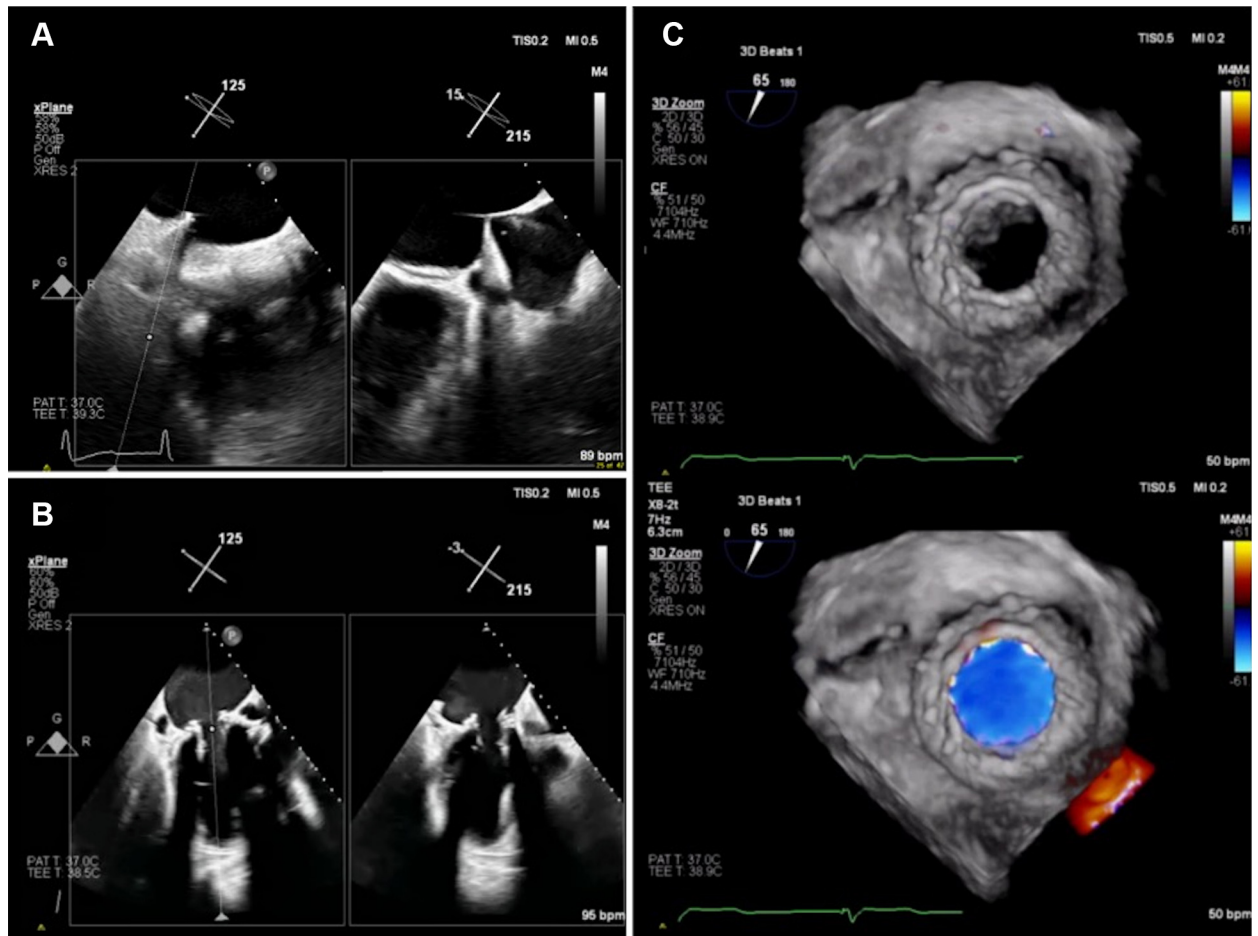 A
TIS0.2 MI 0.5
M4
125
15
215
xPlane
58%
58%
50dB
P Off
Gen
XRES 2
P
G
P R
PAT T: 37.0C
TEE T: 39.3C
89 bpm
B
TIS0.2 MI 0.5
M4
125
-3
215
xPlane
60%
60%
50dB
P Off
Gen
XRES 2
P
G
P R
PAT T: 37.0C
TEE T: 38.5C
95 bpm
C
TIS0.5 MI 0.2
3D Beats 1
M4 M4
+61
65 180
3D Zoom
2D / 3D
% 56 / 45
C 50 / 30
Gen
XRES ON
CF
% 51 / 50
7104Hz
WF 710Hz
4.4MHz
-61
PAT T: 37.0C
TEE T: 38.9C
50 bpm
TEE
X8-2t
7Hz
6.3cm
TIS0.5 MI 0.2
3D Beats 1
M4 M4
+61
0 65 180
3D Zoom
2D / 3D
% 56 / 45
C 50 / 30
Gen
XRES ON
CF
% 51 / 50
7104Hz
WF 710Hz
4.4MHz
-61
PAT T: 37.0C
TEE T: 38.9C
50 bpm